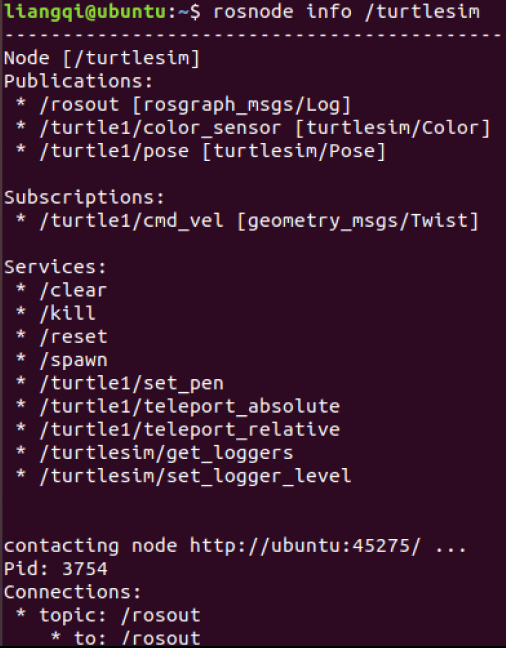 liangqi@ubuntu:~$ rosnode info /turtlesim
--------------------------------------------------------------------------------
Node [/turtlesim]
Publications:
 * /rosout [rosgraph_msgs/Log]
 * /turtle1/color_sensor [turtlesim/Color]
 * /turtle1/pose [turtlesim/Pose]

Subscriptions:
 * /turtle1/cmd_vel [geometry_msgs/Twist]

Services:
 * /clear
 * /kill
 * /reset
 * /spawn
 * /turtle1/set_pen
 * /turtle1/teleport_absolute
 * /turtle1/teleport_relative
 * /turtlesim/get_loggers
 * /turtlesim/set_logger_level

contacting node http://ubuntu:45275/ ...
Pid: 3754
Connections:
 * topic: /rosout
    * to: /rosout